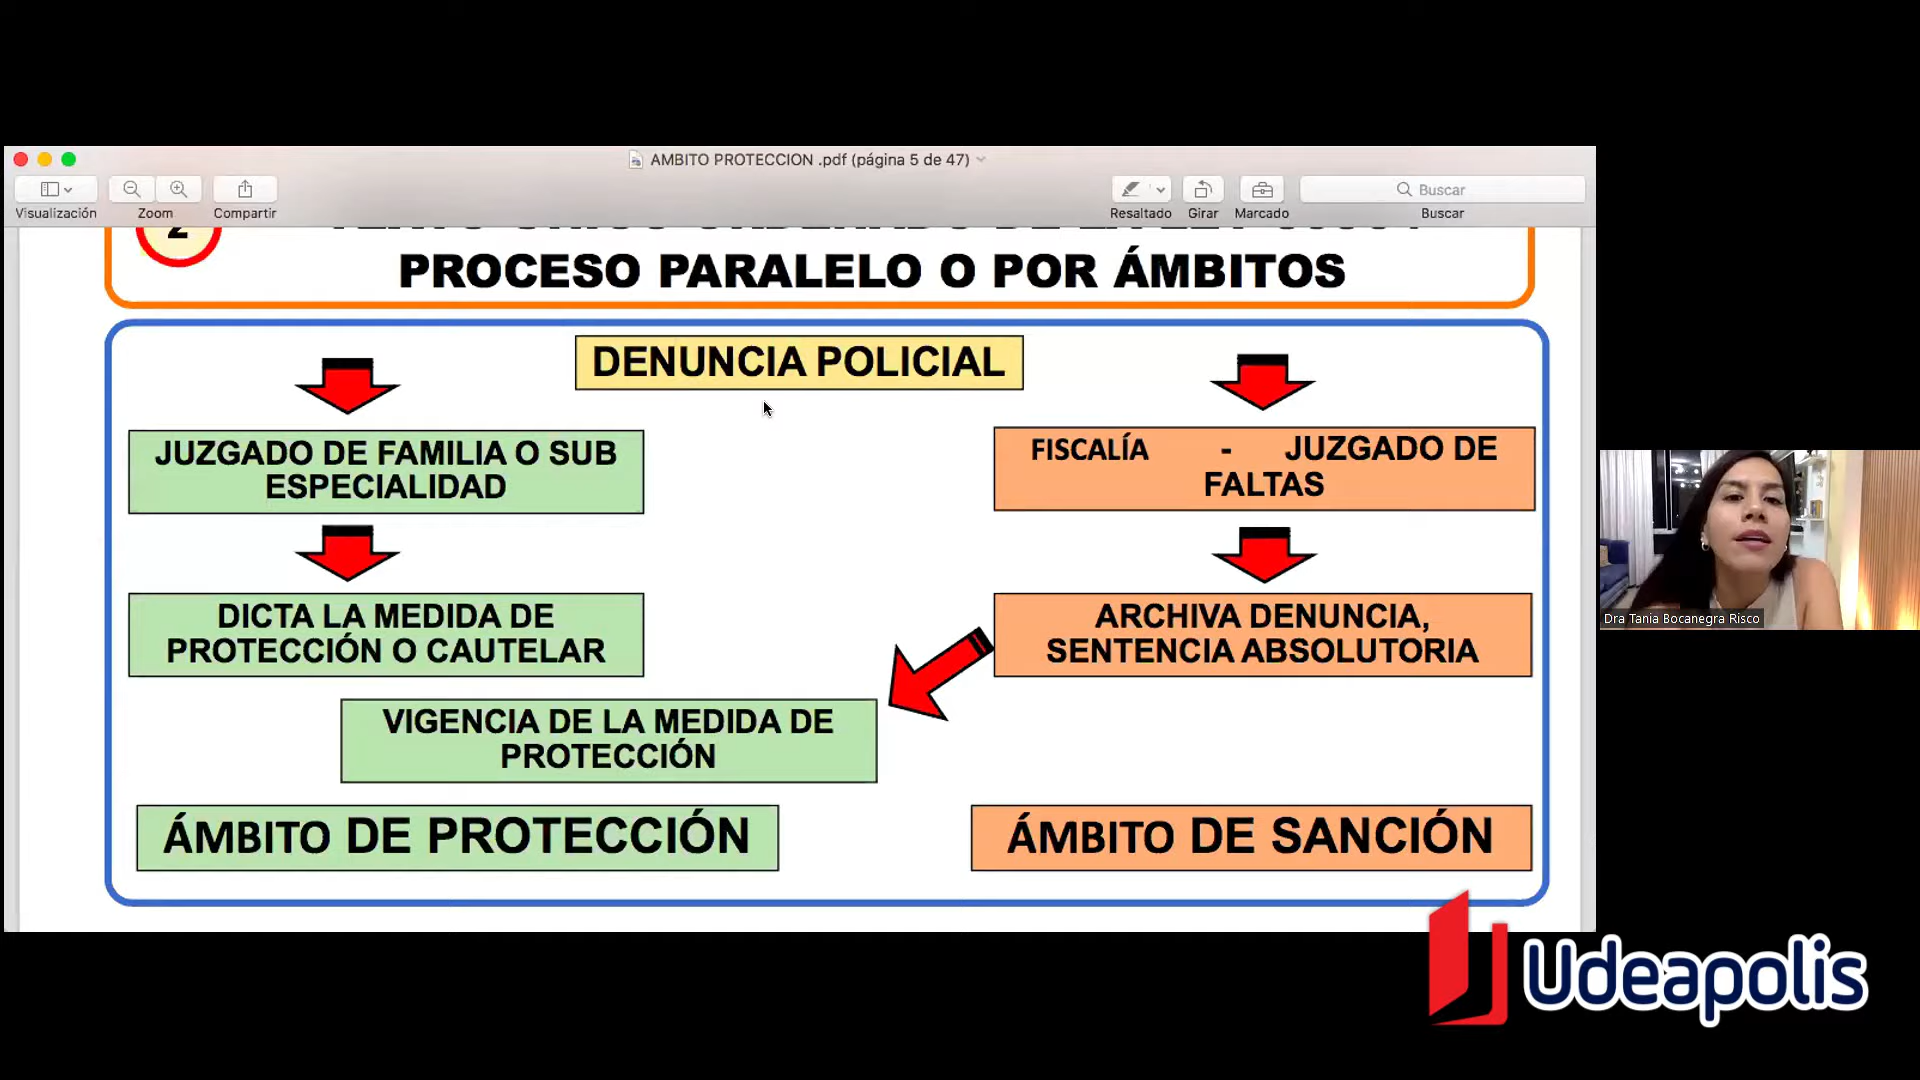 AMBITO PROTECCION .pdf (página 5 de 47)
Visualización
Zoom
Compartir
Resaltado
Girar
Marcado
Buscar
Buscar
2
PROCESO PARALELO O POR ÁMBITOS
DENUNCIA POLICIAL
JUZGADO DE FAMILIA O SUB
ESPECIALIDAD
FISCALÍA - JUZGADO DE
FALTAS
DICTA LA MEDIDA DE
PROTECCIÓN O CAUTELAR
ARCHIVA DENUNCIA,
SENTENCIA ABSOLUTORIA
VIGENCIA DE LA MEDIDA DE
PROTECCIÓN
ÁMBITO DE PROTECCIÓN
ÁMBITO DE SANCIÓN
Dra Tania Bocanegra Risco
Udeapolis